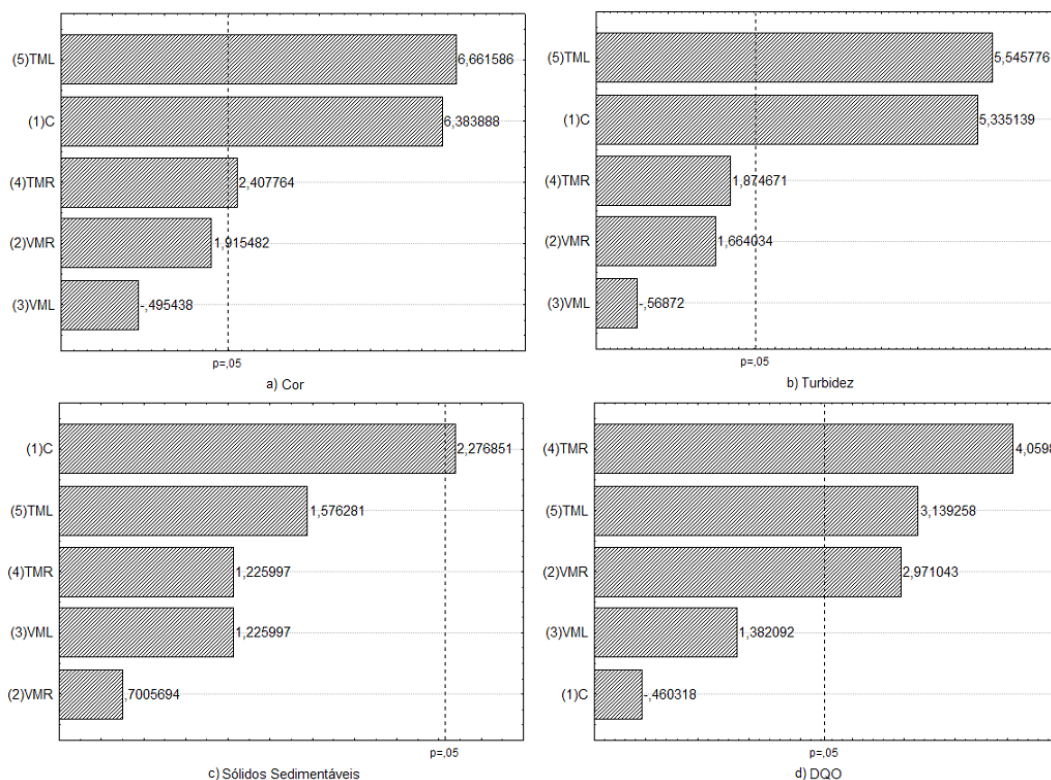 (5)TML
6,661586
(1)C
6,383888
(4)TMR
2,407764
(2)VMR
1,915482
(3)VML
-,495438
p=,05
a) Cor
(5)TML
5,545776
(1)C
5,335139
(4)TMR
1,874671
(2)VMR
1,664034
(3)VML
-,56872
p=,05
b) Turbidez
(1)C
2,276851
(5)TML
1,576281
(4)TMR
1,225997
(3)VML
1,225997
(2)VMR
,7005694
p=,05
c) Sólidos Sedimentáveis
(4)TMR
4,0598
(5)TML
3,139258
(2)VMR
2,971043
(3)VML
1,382092
(1)C
-,460318
p=,05
d) DQO